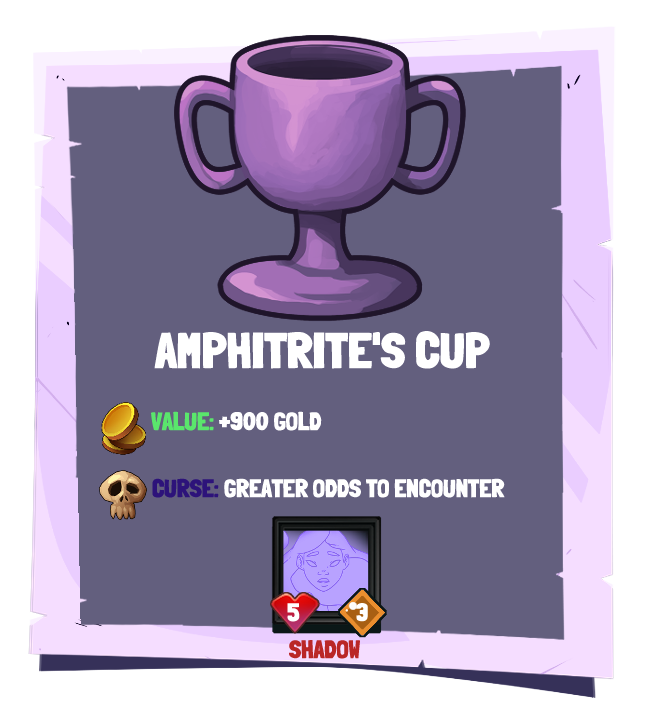 AMPHITRITE'S CUP
VALUE: +900 GOLD
CURSE: GREATER ODDS TO ENCOUNTER
5 3
SHADOW